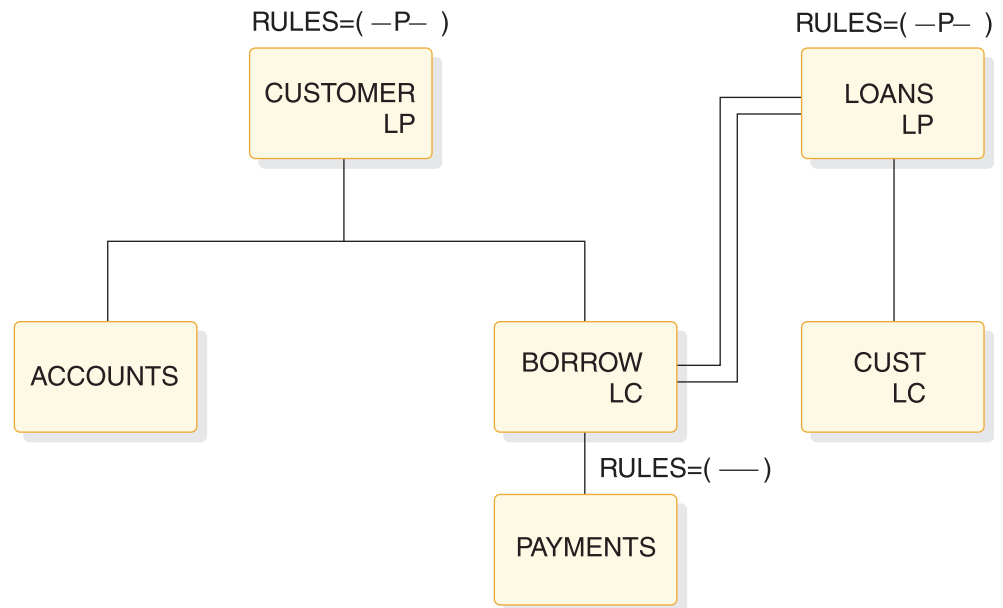 RULES=( –P– )
RULES=( –P– )
CUSTOMER
LP
LOANS
LP
ACCOUNTS
BORROW
LC
CUST
LC
RULES=( –– )
PAYMENTS